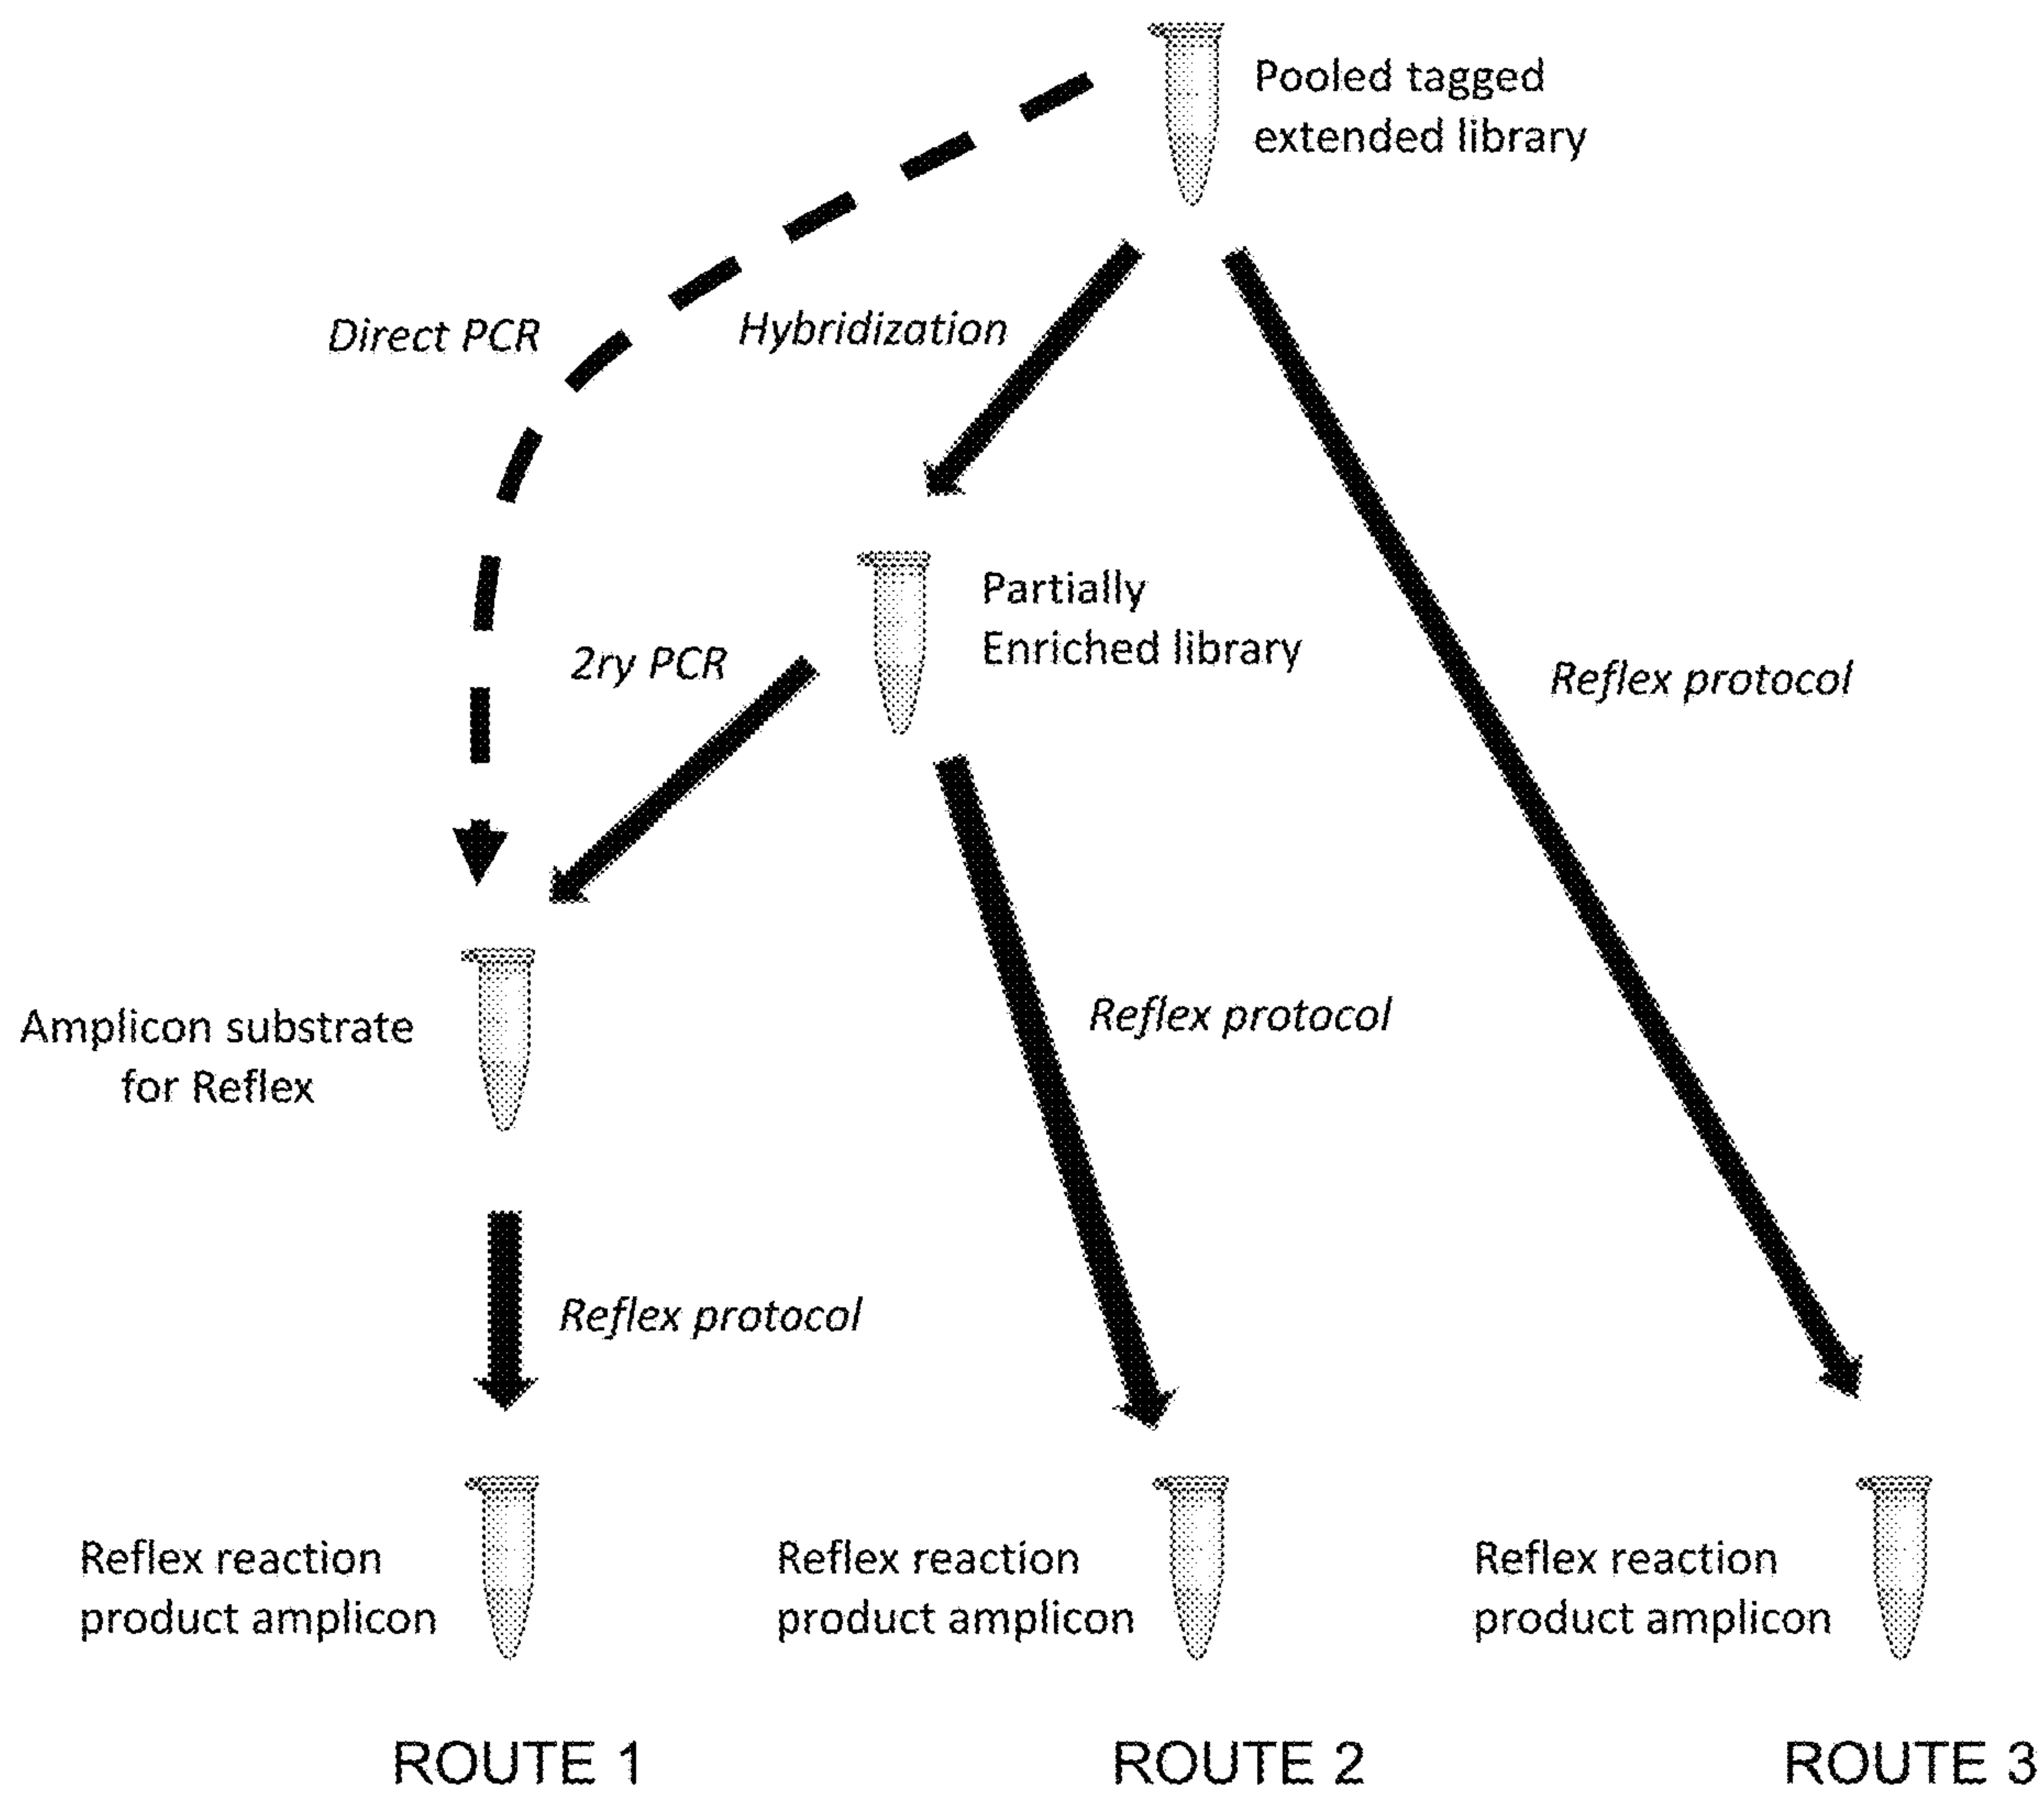 Pooled tagged
extended library
Direct PCR
Hybridization
Partially
Enriched library
2ry PCR
Reflex protocol
Amplicon substrate
for Reflex
Reflex protocol
Reflex protocol
Reflex reaction
product amplicon
Reflex reaction
product amplicon
Reflex reaction
product amplicon
ROUTE 1
ROUTE 2
ROUTE 3